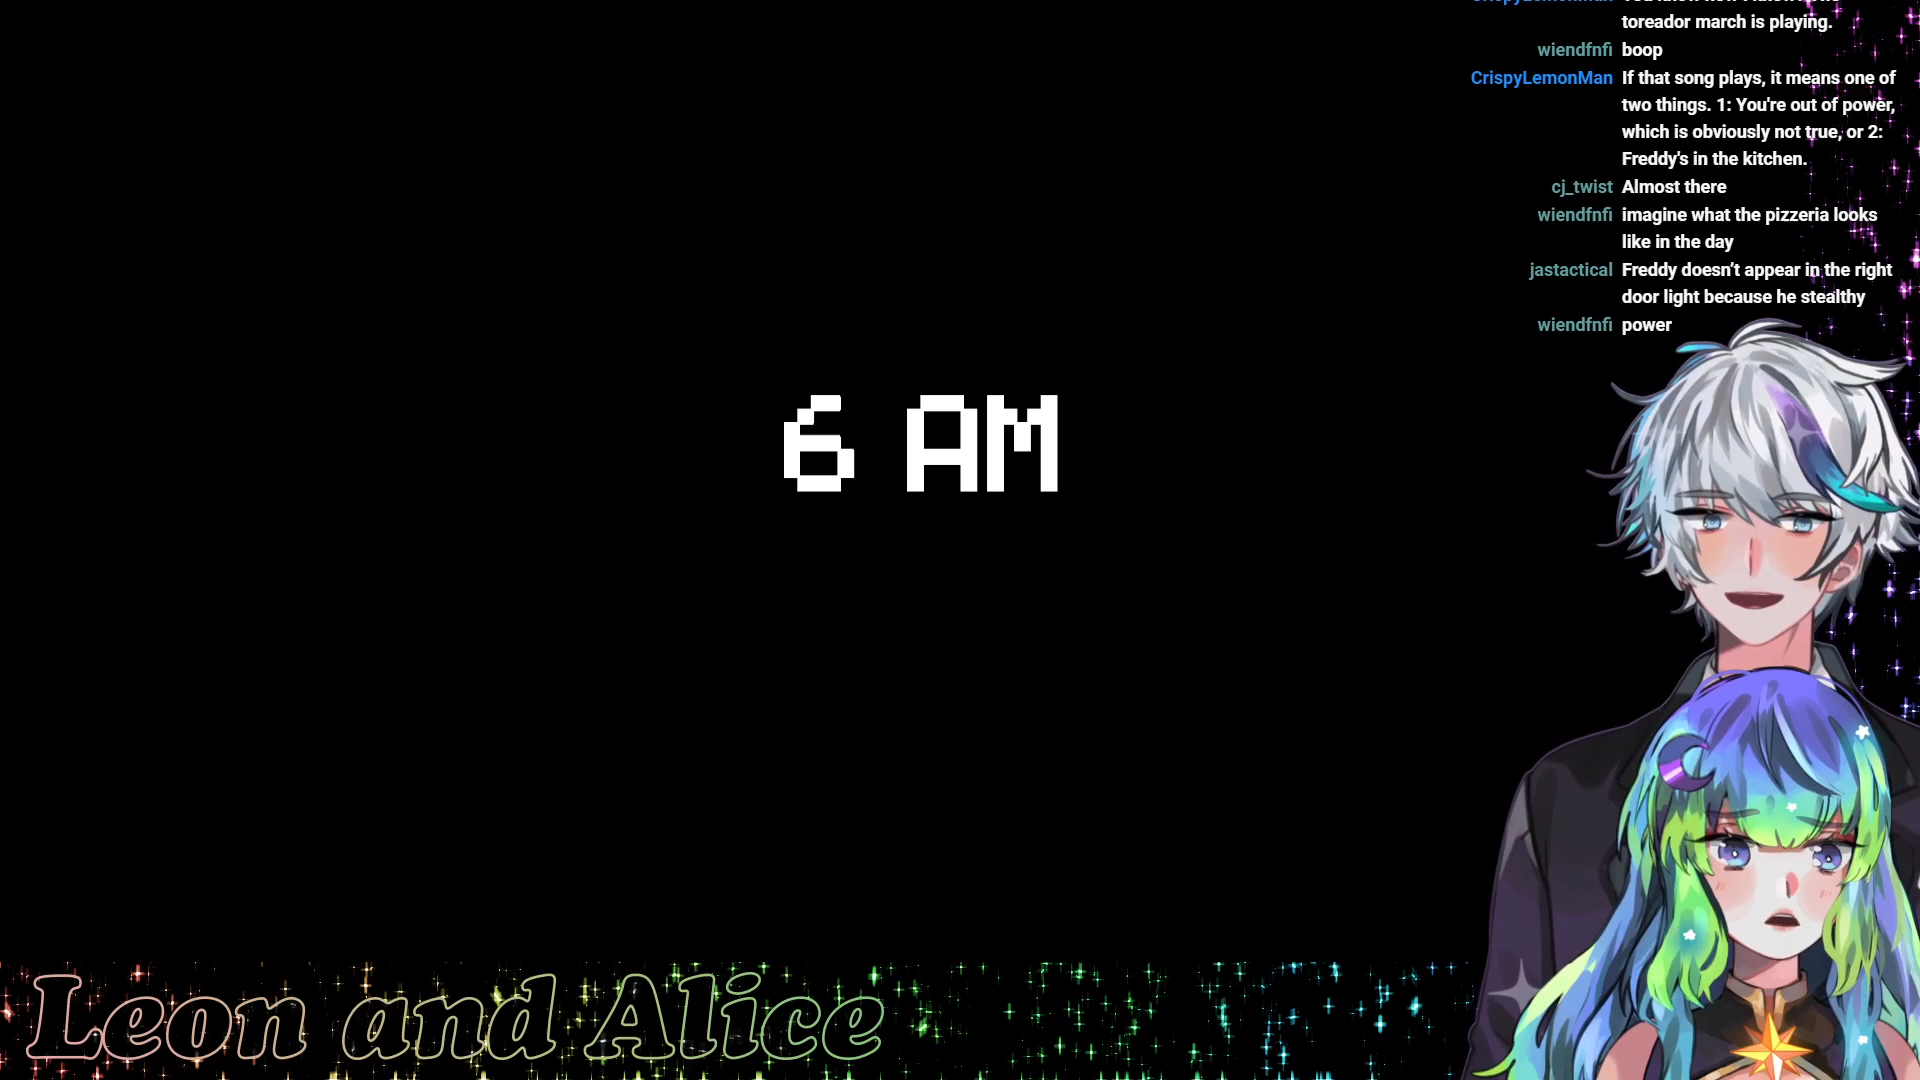 toreador march is playing.
wiendfnfi boop
CrispyLemonMan If that song plays, it means one of
two things. 1: You're out of power,
which is obviously not true, or 2:
Freddy's in the kitchen.
cj_twist Almost there
wiendfnfi imagine what the pizzeria looks
like in the day
jastactical Freddy doesn't appear in the right
door light because he stealthy
wiendfnfi power
6 AM
Leon and Alice